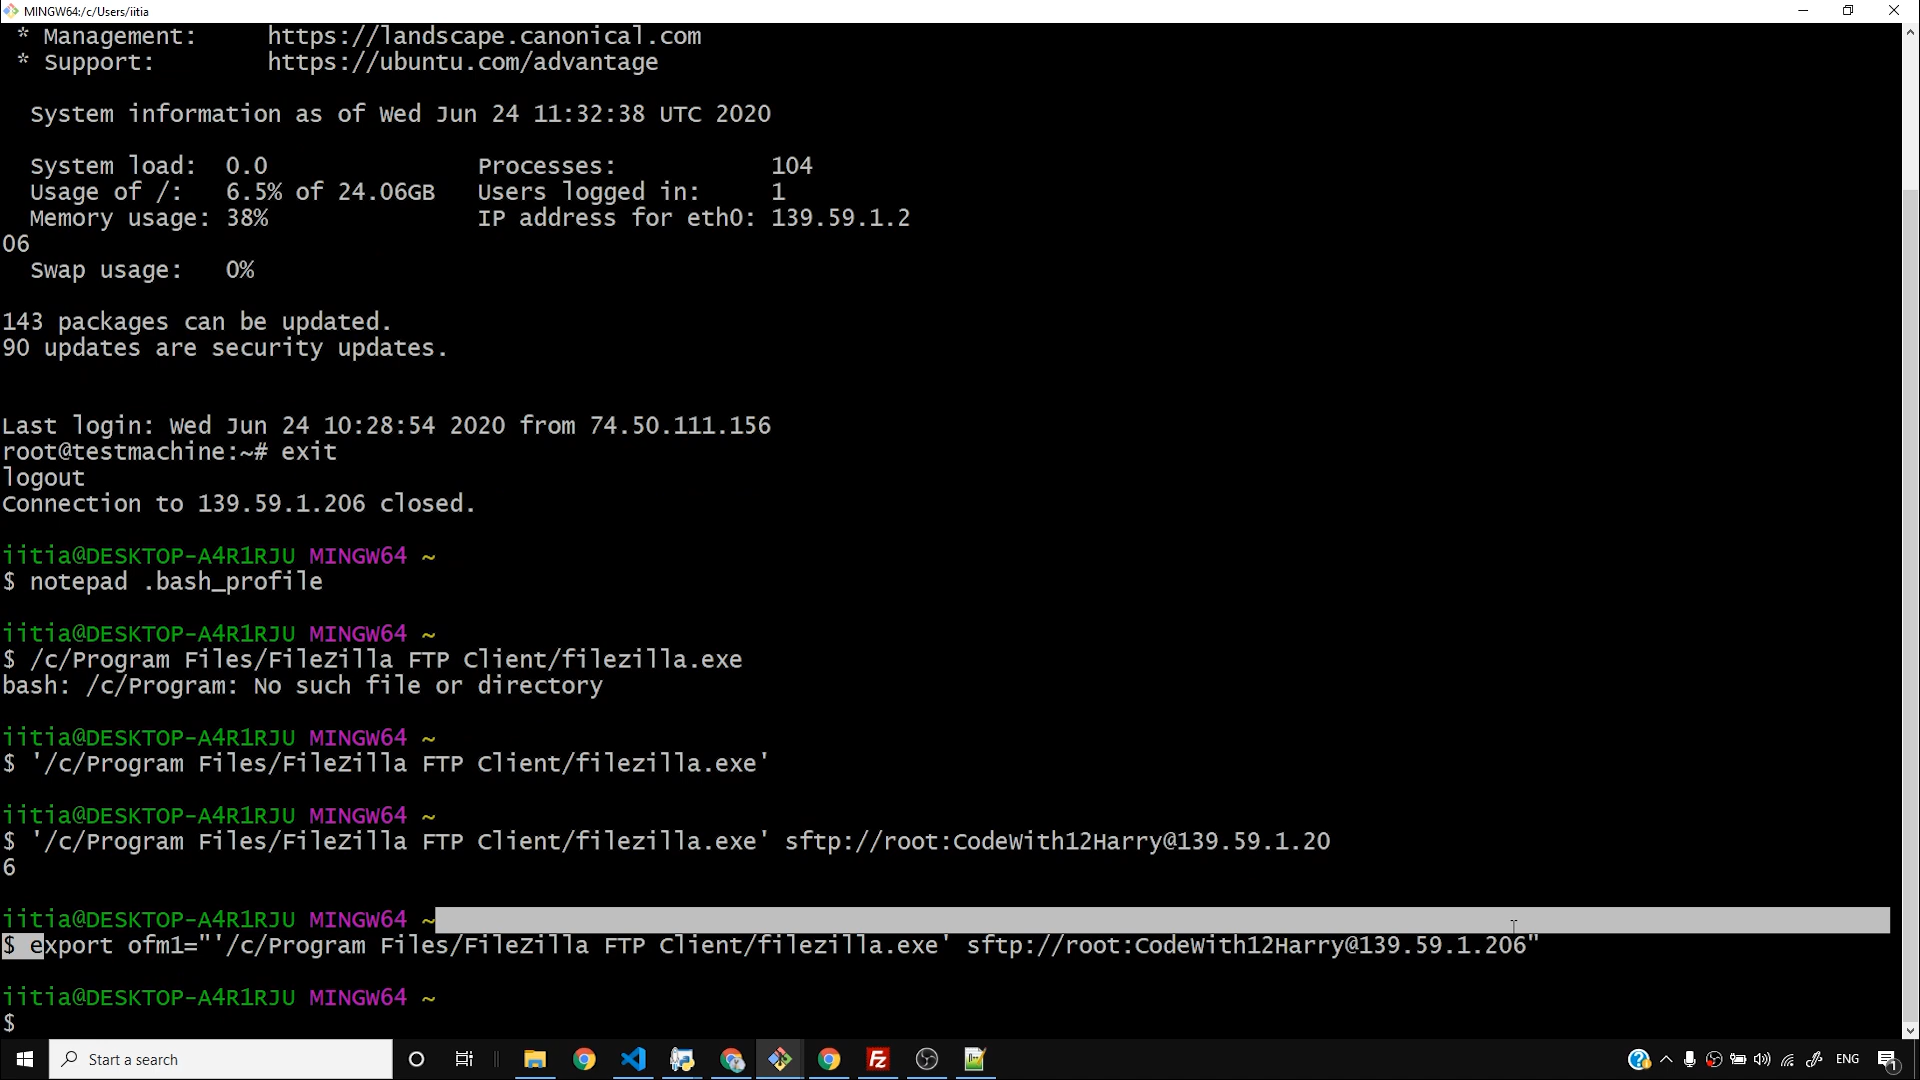 MINGW64:/c/Users/iitia
* Management:     https://landscape.canonical.com
* Support:        https://ubuntu.com/advantage
System information as of Wed Jun 24 11:32:38 UTC 2020
System load:  0.0               Processes:           104
Usage of /:   6.5% of 24.06GB   Users logged in:     1
Memory usage: 38%               IP address for eth0: 139.59.1.2
06
Swap usage:   0%
143 packages can be updated.
90 updates are security updates.
Last login: Wed Jun 24 10:28:54 2020 from 74.50.111.156
root@testmachine:~# exit
logout
Connection to 139.59.1.206 closed.
iitia@DESKTOP-A4R1RJU MINGW64 ~
$ notepad .bash_profile
iitia@DESKTOP-A4R1RJU MINGW64 ~
$ /c/Program Files/FileZilla FTP Client/filezilla.exe
bash: /c/Program: No such file or directory
iitia@DESKTOP-A4R1RJU MINGW64 ~
$ '/c/Program Files/FileZilla FTP Client/filezilla.exe'
iitia@DESKTOP-A4R1RJU MINGW64 ~
$ '/c/Program Files/FileZilla FTP Client/filezilla.exe' sftp://root:CodeWith12Harry@139.59.1.20
6
iitia@DESKTOP-A4R1RJU MINGW64 ~
$ export ofm1="'/c/Program Files/FileZilla FTP Client/filezilla.exe' sftp://root:CodeWith12Harry@139.59.1.206"
iitia@DESKTOP-A4R1RJU MINGW64 ~
$
Start a search
ENG